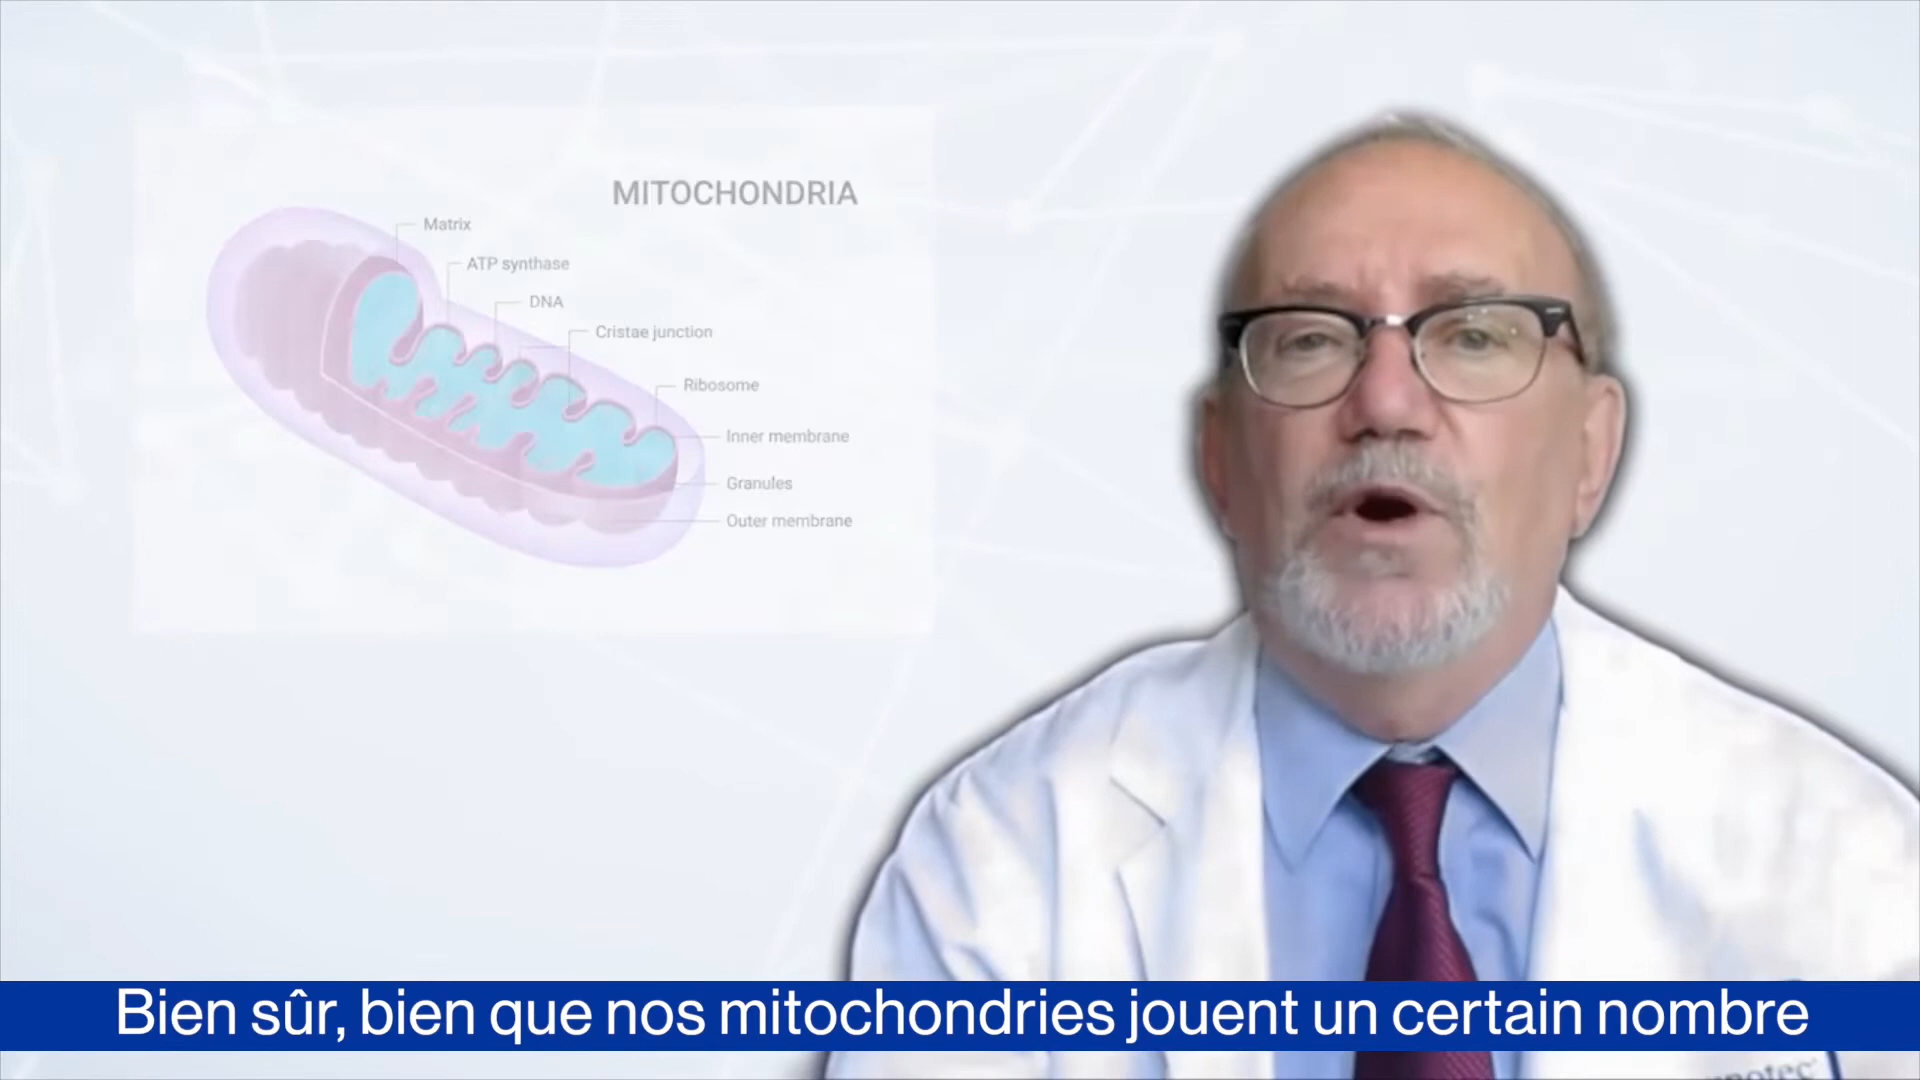 MITOCHONDRIA
Matrix
ATP synthase
DNA
Cristae junction
Ribosome
Inner membrane
Granules
Outer membrane
Bien sûr, bien que nos mitochondries jouent un certain nombre